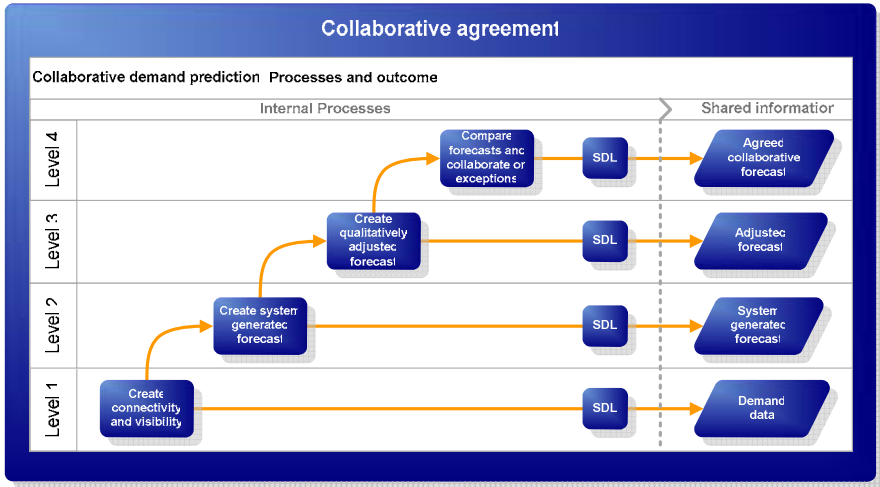 Collaborative agreement
Collaborative demand prediction Processes and outcome
Internal Processes
Shared information
Level 4
Compare
forecasts and
collaborate or
exceptions
SDL
Agreed
collaborative
forecast
Level 3
Create
qualitatively
adjusted
forecast
SDL
Adjusted
forecast
Level 2
Create system
generated
forecast
SDL
System
generated
forecast
Level 1
Create
connectivity
and visibility
SDL
Demand
data